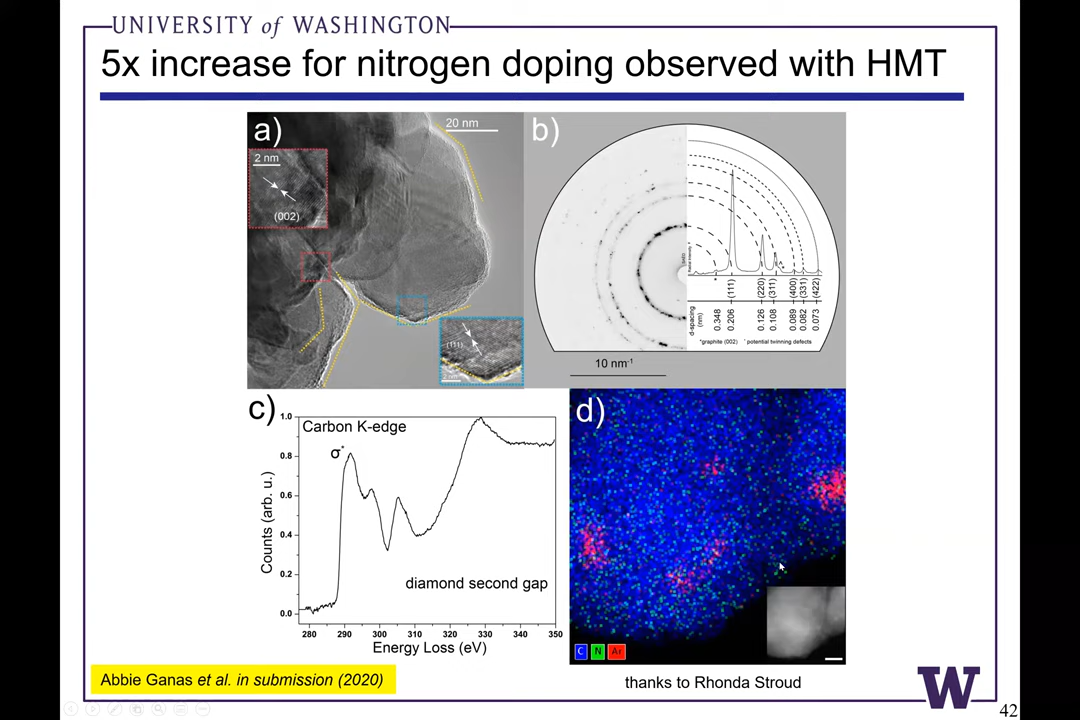 UNIVERSITY of WASHINGTON
5x increase for nitrogen doping observed with HMT
a)
20 nm
2 nm
(002)
(111)
b)
(111)
(220)
(311)
(400)
(331)
(422)
d-spacing
(nm)
0.348
0.206
0.126
0.108
0.089
0.082
0.073
*graphite (002)
' potential twinning defects
10 nm-1
c)
Carbon K-edge
σ*
1.0
0.8
0.6
0.4
0.2
0.0
Counts (arb. u.)
diamond second gap
280 290 300 310 320 330 340 350
Energy Loss (eV)
d)
C N Ar
Abbie Ganas et al. in submission (2020)
thanks to Rhonda Stroud
W
42